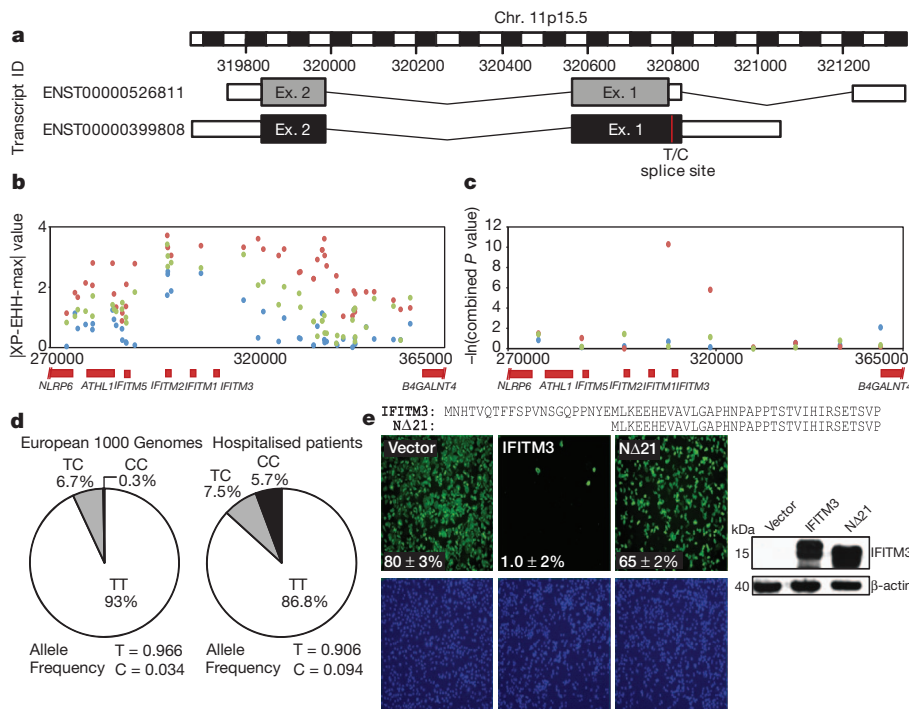 a
Chr. 11p15.5
319800 320000 320200 320400 320600 320800 321000 321200
Transcript ID
ENST00000526811
Ex. 2
Ex. 1
ENST00000399808
Ex. 2
Ex. 1
T/C
splice site
b
|XP-EHH-max| value
4
2
0
270000 320000 365000
NLRP6 ATHL1 IFITM5 IFITM2 IFITM1 IFITM3 B4GALNT4
c
−ln(combined P value)
12
10
8
6
4
2
0
270000 320000 365000
NLRP6 ATHL1 IFITM5 IFITM2 IFITM1 IFITM3 B4GALNT4
d
European 1000 Genomes
TC
6.7%
CC
0.3%
TT
93%
Allele
Frequency
T = 0.966
C = 0.034
Hospitalised patients
TC
7.5%
CC
5.7%
TT
86.8%
Allele
Frequency
T = 0.906
C = 0.094
e
IFITM3: MNHTVQTFFSPVNSGQPPNYEMLKEEHEVAVLGAPHNPAPPTSTVIHIRSETSVP
NΔ21: MLKEEHEVAVLGAPHNPAPPTSTVIHIRSETSVP
Vector
80 ± 3%
IFITM3
1.0 ± 2%
NΔ21
65 ± 2%
kDa
Vector
IFITM3
NΔ21
15
IFITM3
40
β-actin